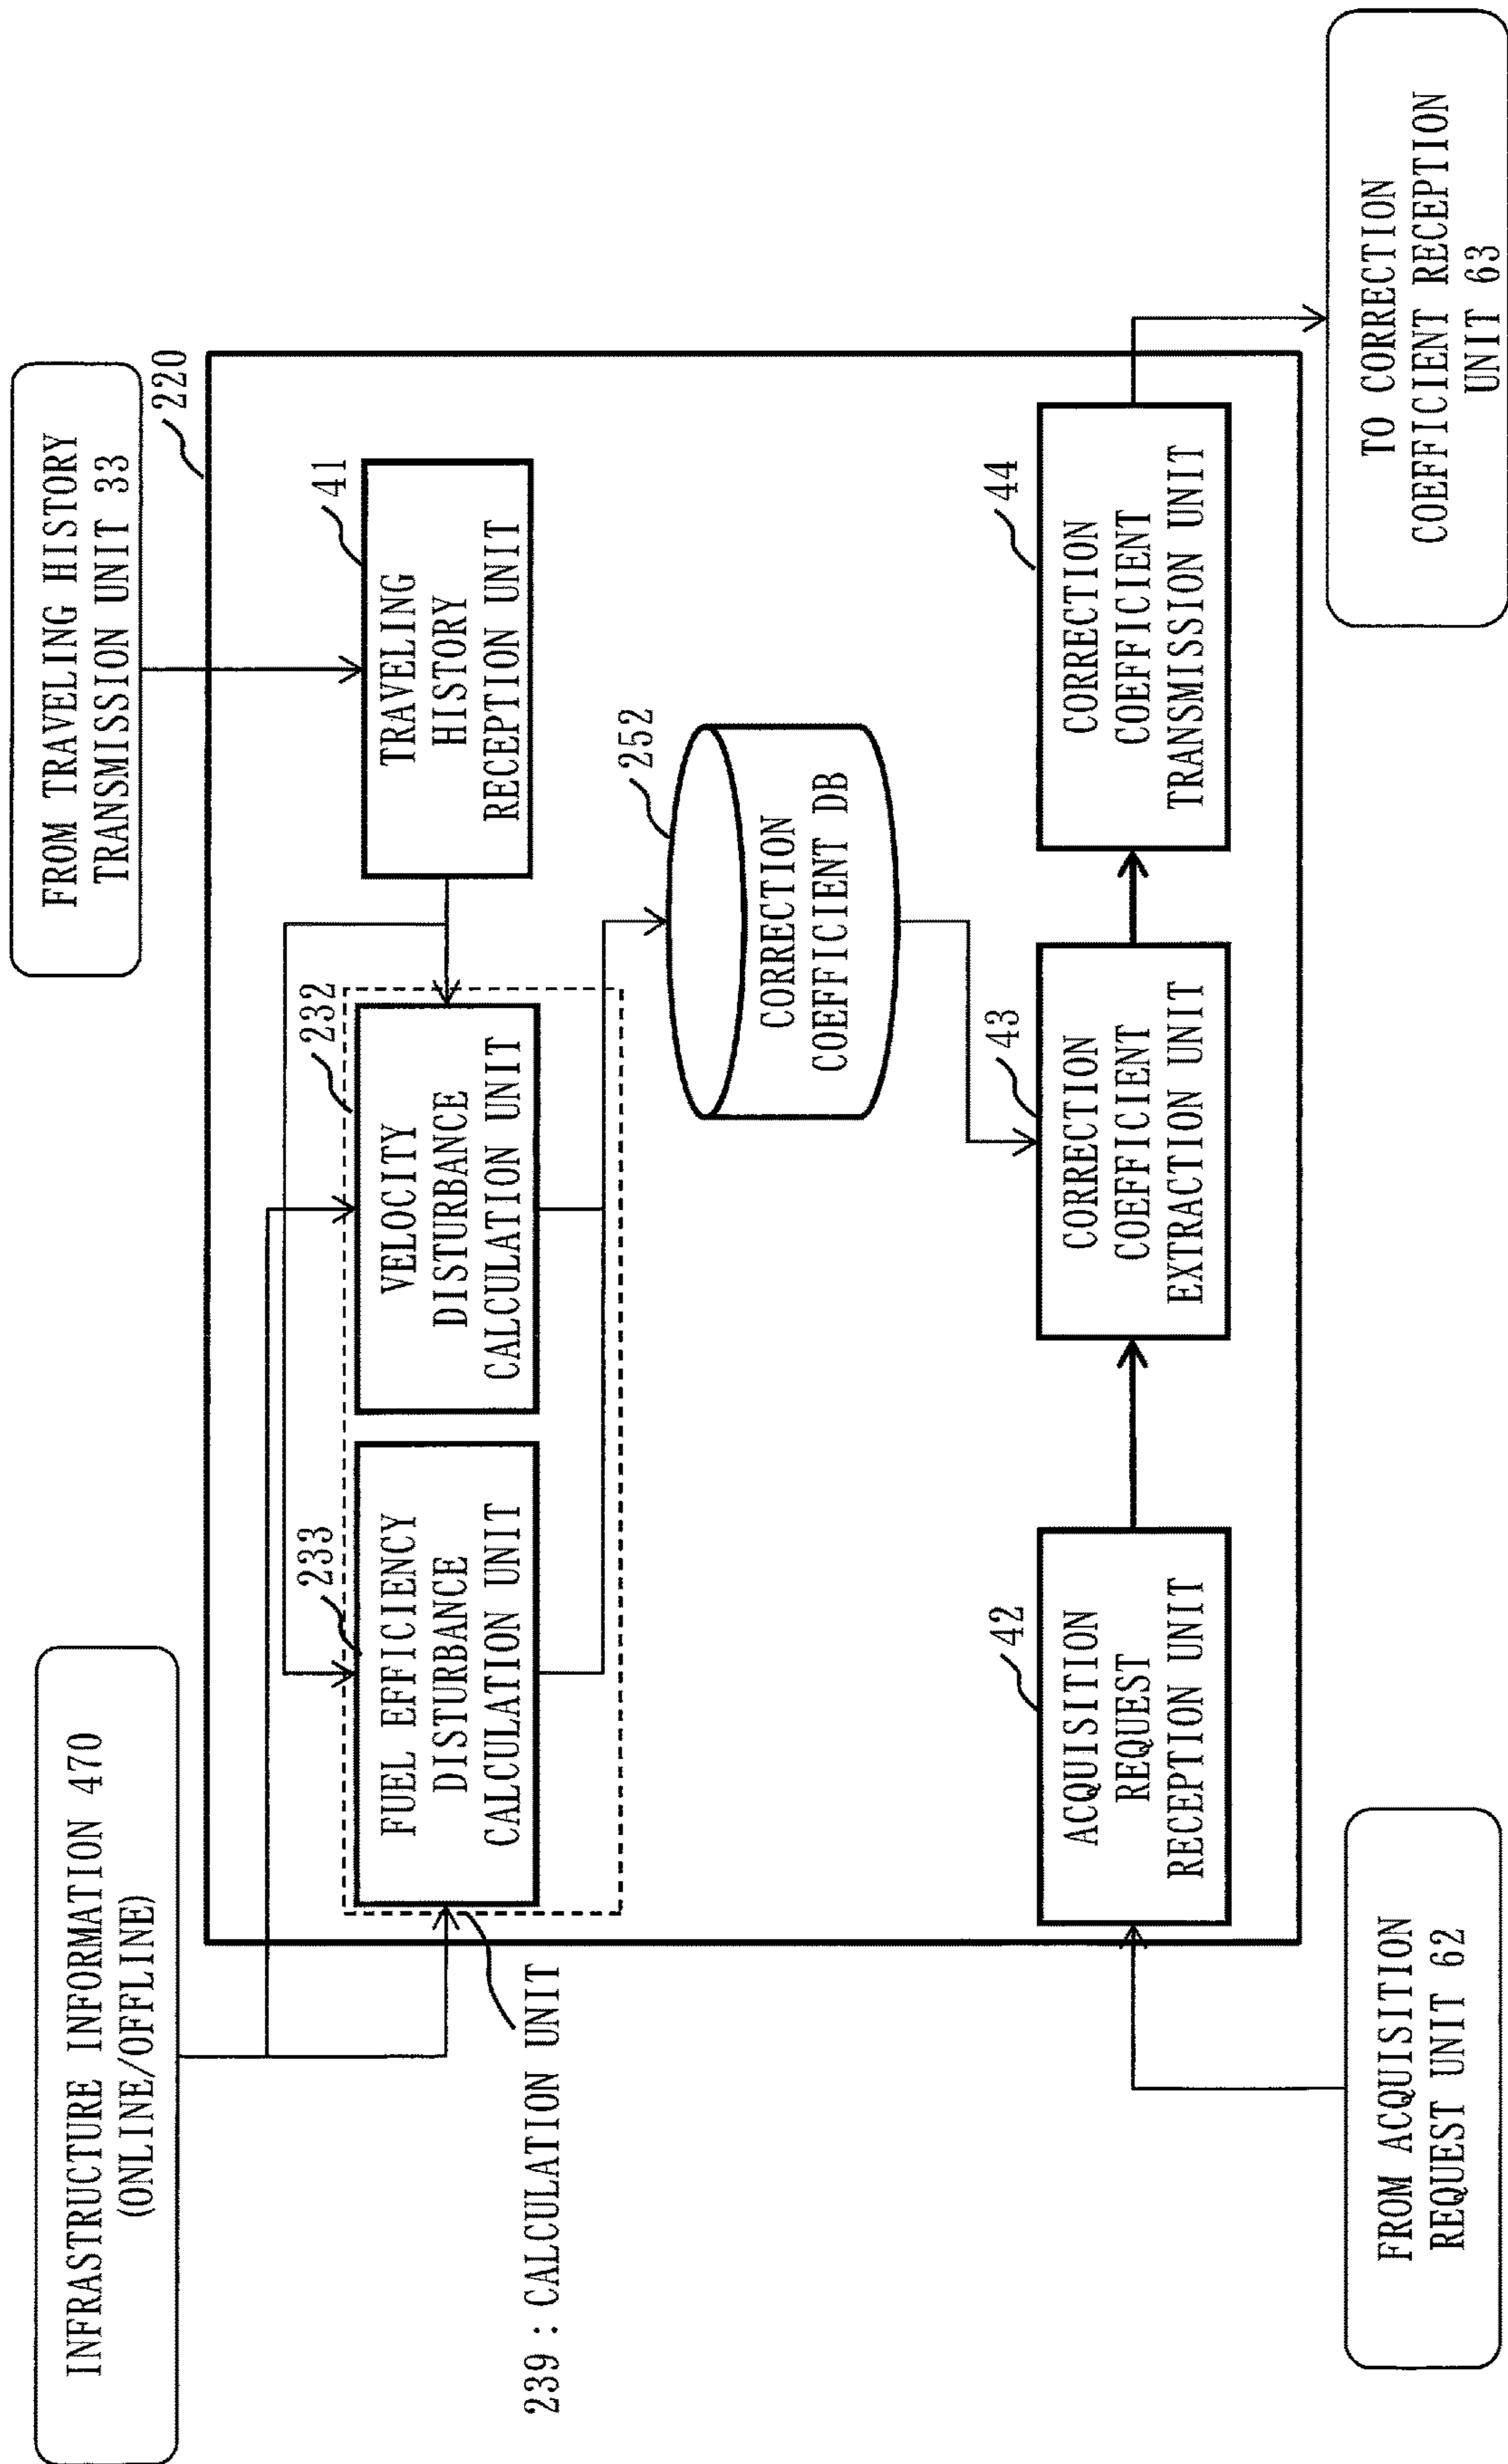 INFRASTRUCTURE INFORMATION 470
(ONLINE/OFFLINE)
FROM TRAVELING HISTORY
TRANSMISSION UNIT 33
220
233
FUEL EFFICIENCY
DISTURBANCE
CALCULATION UNIT
232
VELOCITY
DISTURBANCE
CALCULATION UNIT
41
TRAVELING
HISTORY
RECEPTION UNIT
239 : CALCULATION UNIT
252
CORRECTION
COEFFICIENT DB
42
ACQUISITION
REQUEST
RECEPTION UNIT
43
CORRECTION
COEFFICIENT
EXTRACTION UNIT
44
CORRECTION
COEFFICIENT
TRANSMISSION UNIT
FROM ACQUISITION
REQUEST UNIT 62
TO CORRECTION
COEFFICIENT RECEPTION
UNIT 63